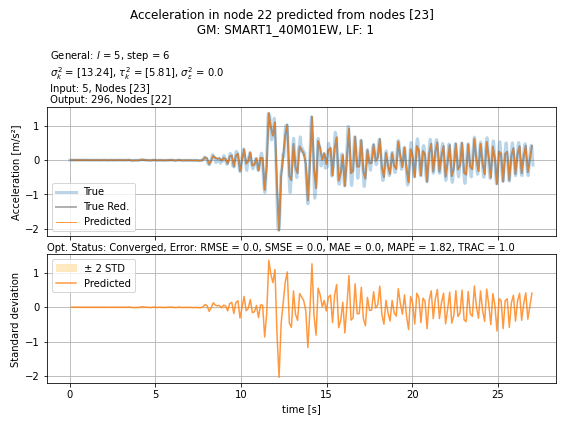 Acceleration in node 22 predicted from nodes [23]
GM: SMART1_40M01EW, LF: 1
General: l = 5, step = 6
σ²ₖ = [13.24], τ²ₖ = [5.81], σ²ε = 0.0
Input: 5, Nodes [23]
Output: 296, Nodes [22]
Acceleration [m/s²]
1
0
−1
−2
True
True Red.
Predicted
Opt. Status: Converged, Error: RMSE = 0.0, SMSE = 0.0, MAE = 0.0, MAPE = 1.82, TRAC = 1.0
Standard deviation
1
0
−1
−2
± 2 STD
Predicted
0 5 10 15 20 25
time [s]